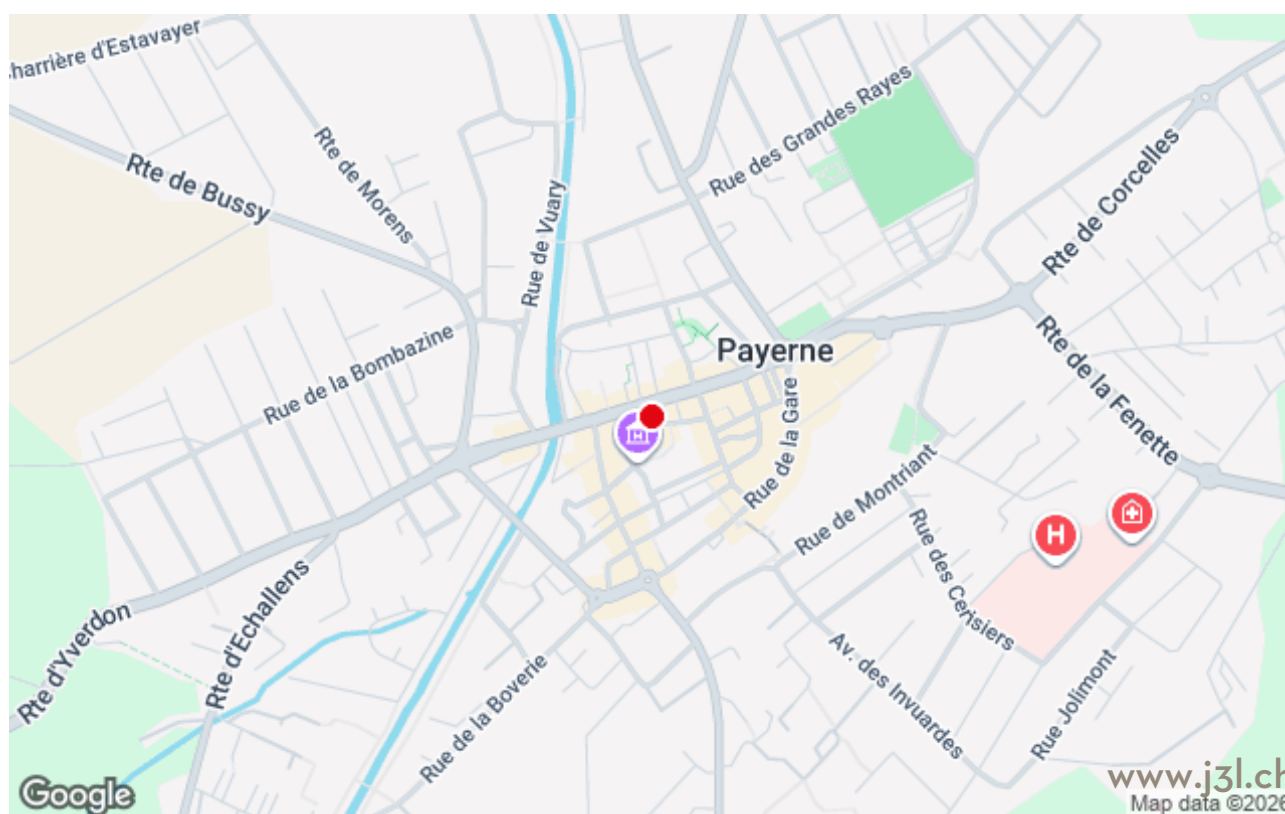 harrière d'Estavayer
Rue des Grandes Rayes
Rte de Morens
Rte de Bussy
Rue de Vuary
Rte de Corcelles
Rue de la Bombazine
Payerne
Rte de la Fenette
Rue de la Gare
Rue de Montriant
H
H
Rue des Cerisiers
Rte d'Echallens
Rte d'Yverdon
Av. des Invuardes
Rue de la Boverie
Rue Jolimont
www.j3l.ch
Google
Map data ©2026